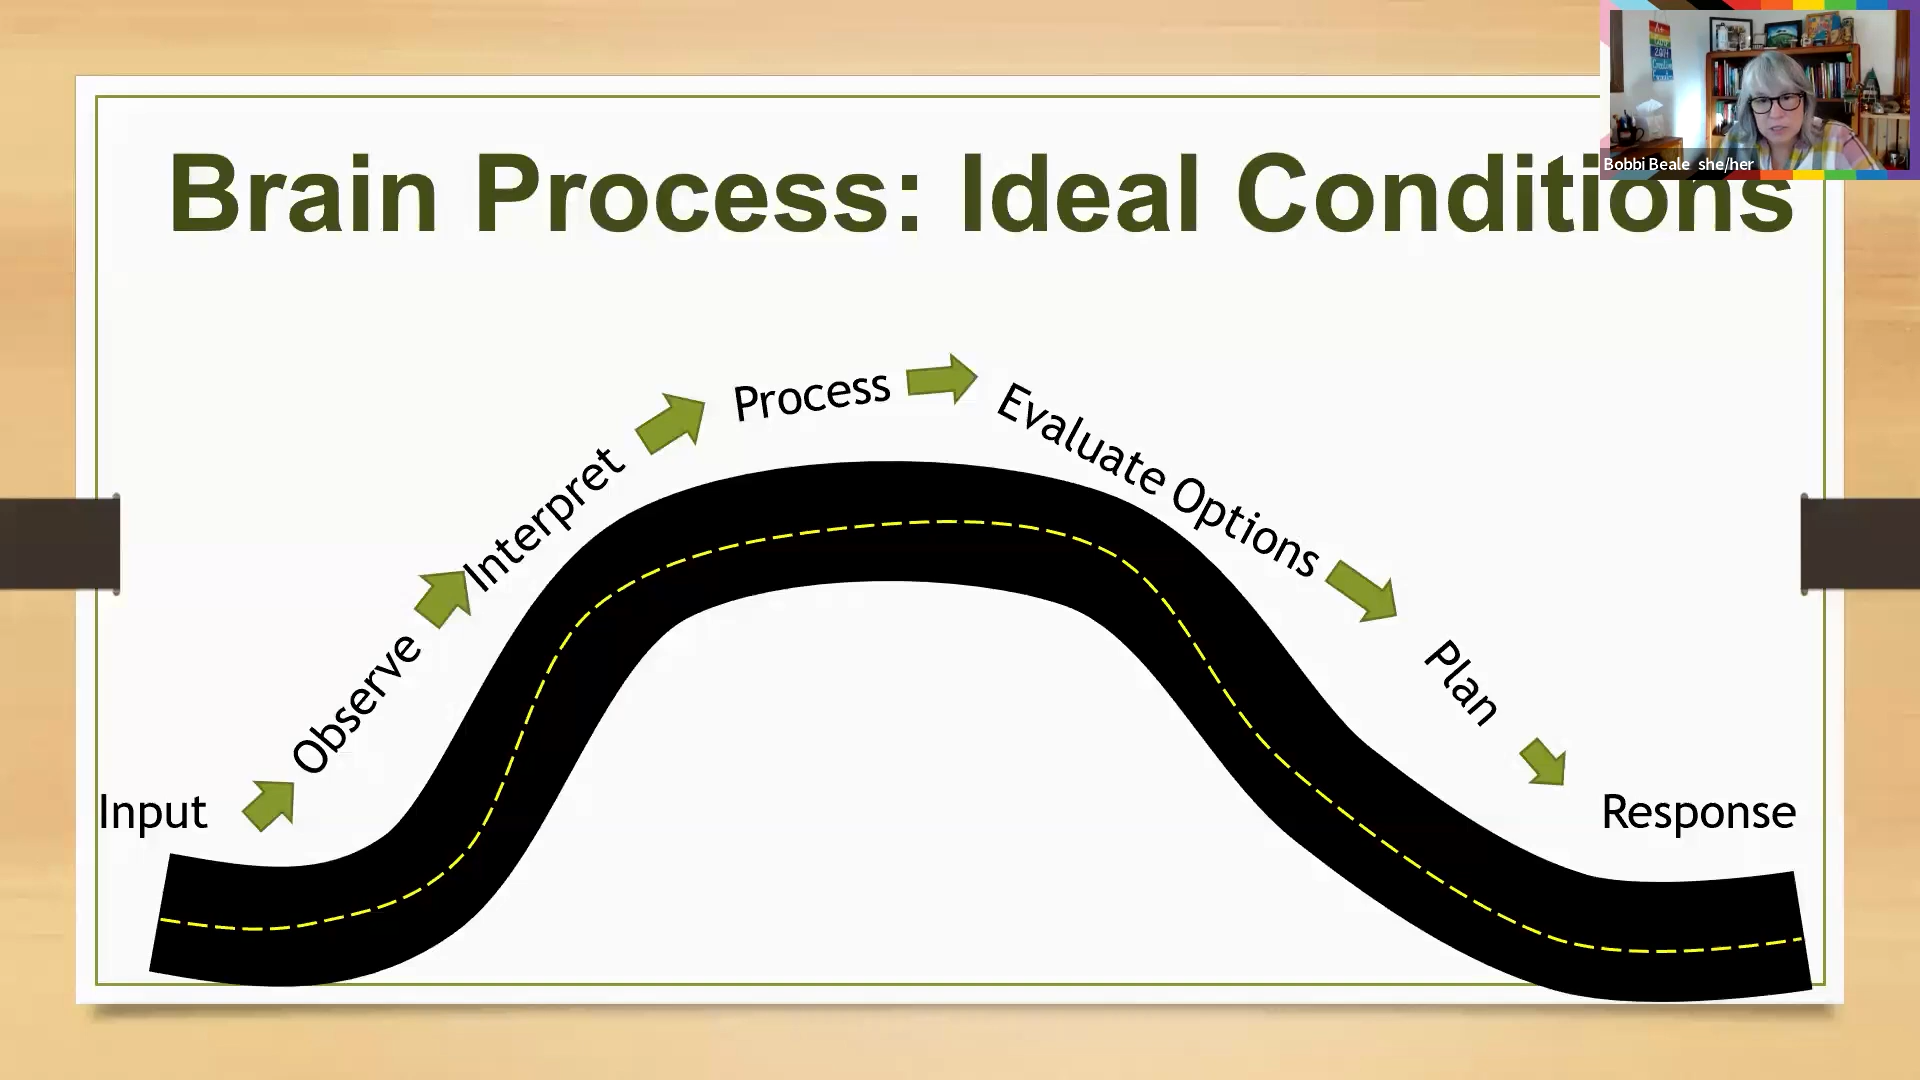 Brain Process: Ideal Conditions
Bobbi Beale she/her
Process
Evaluate Options
Interpret
Observe
Plan
Input
Response